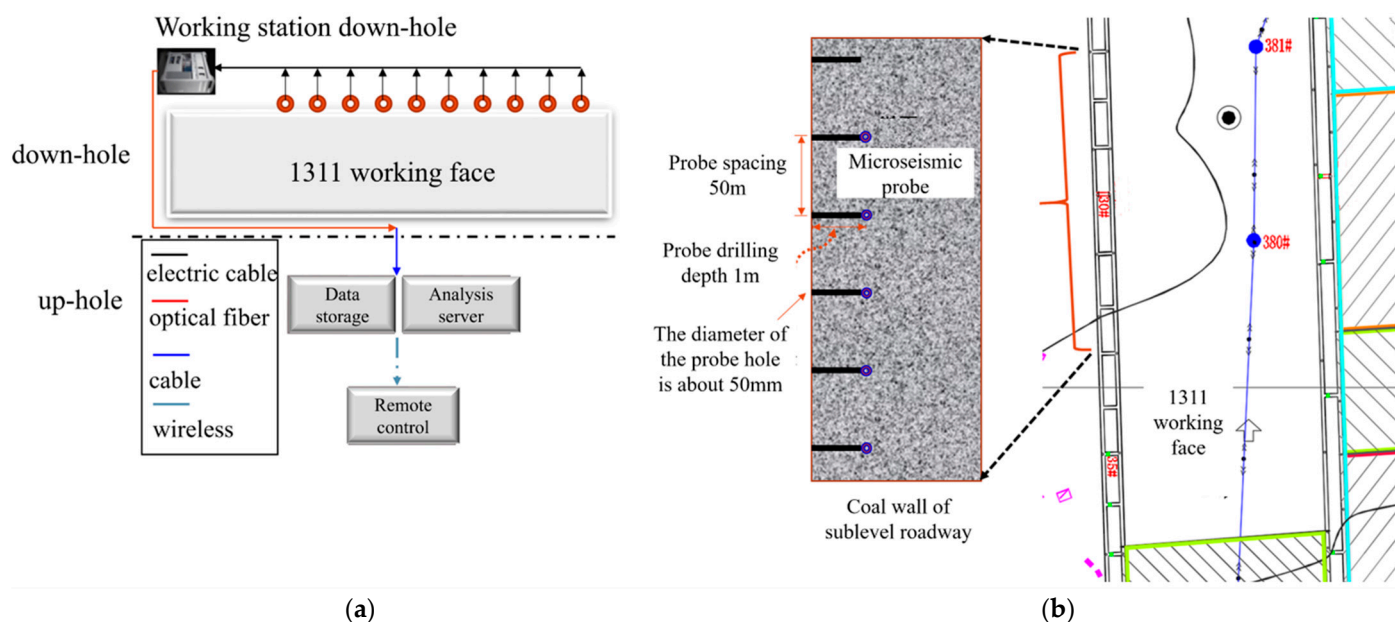 Working station down-hole
down-hole
1311 working face
up-hole
electric cable
optical fiber
cable
wireless
Data
storage
Analysis
server
Remote
control
(a)
Probe spacing
50m
Microseismic
probe
Probe drilling
depth 1m
The diameter of
the probe hole
is about 50mm
Coal wall of
sublevel roadway
381#
380#
1311
working
face
(b)